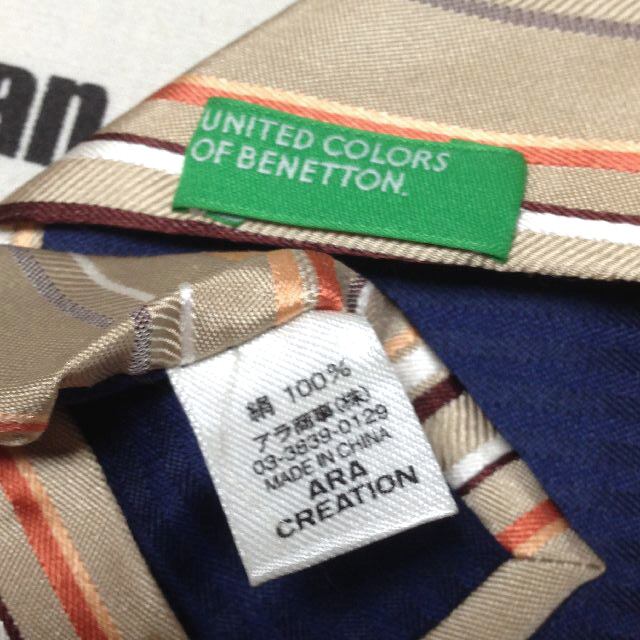 an
UNITED COLORS
OF BENETTON.
絹 100%
アラ商事(株)
03-3839-0129
MADE IN CHINA
ARA
CREATION